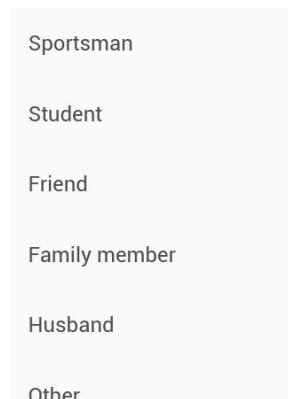 Sportsman
Student
Friend
Family member
Husband
Other